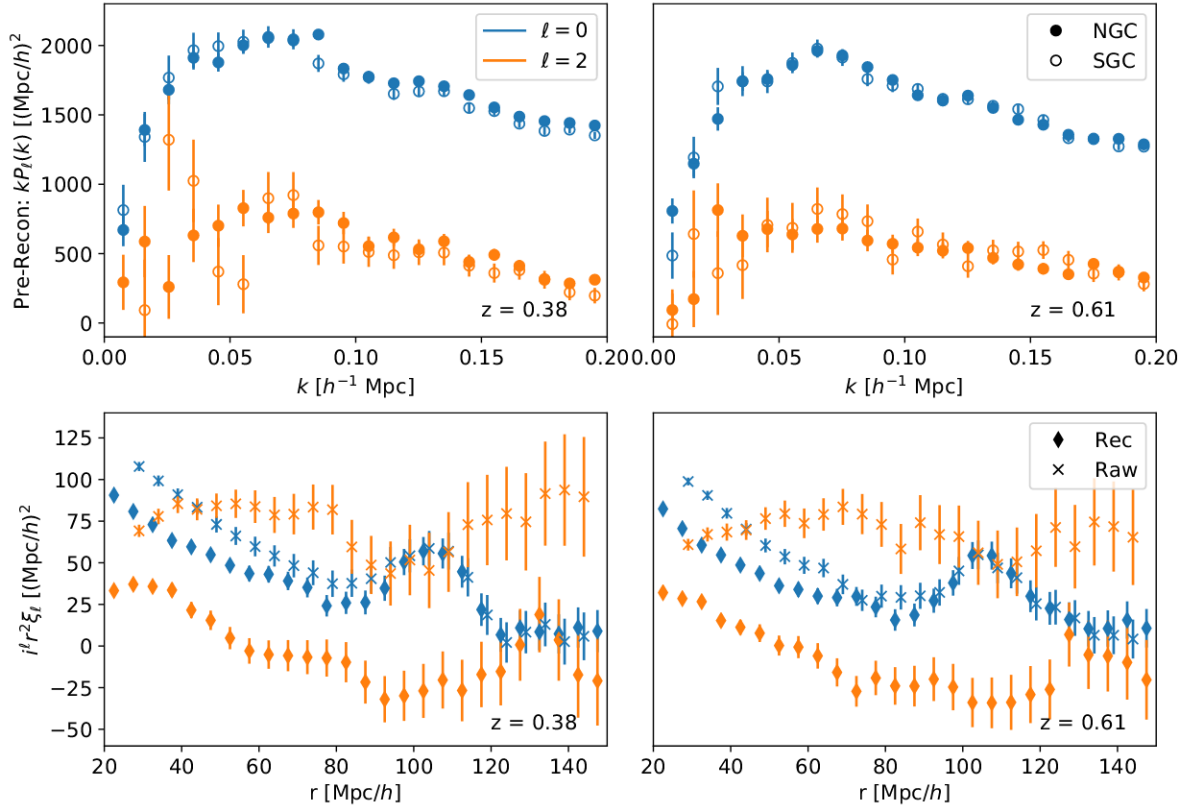 Pre-Recon: kPℓ(k) [(Mpc/h)²
2000
1500
1000
500
0
ℓ = 0
ℓ = 2
z = 0.38
0.00 0.05 0.10 0.15 0.20
k [h⁻¹ Mpc]
NGC
SGC
z = 0.61
0.00 0.05 0.10 0.15 0.20
k [h⁻¹ Mpc]
iℓr²ξℓ [(Mpc/h)²
125
100
75
50
25
0
−25
−50
z = 0.38
20 40 60 80 100 120 140
r [Mpc/h]
Rec
Raw
z = 0.61
20 40 60 80 100 120 140
r [Mpc/h]